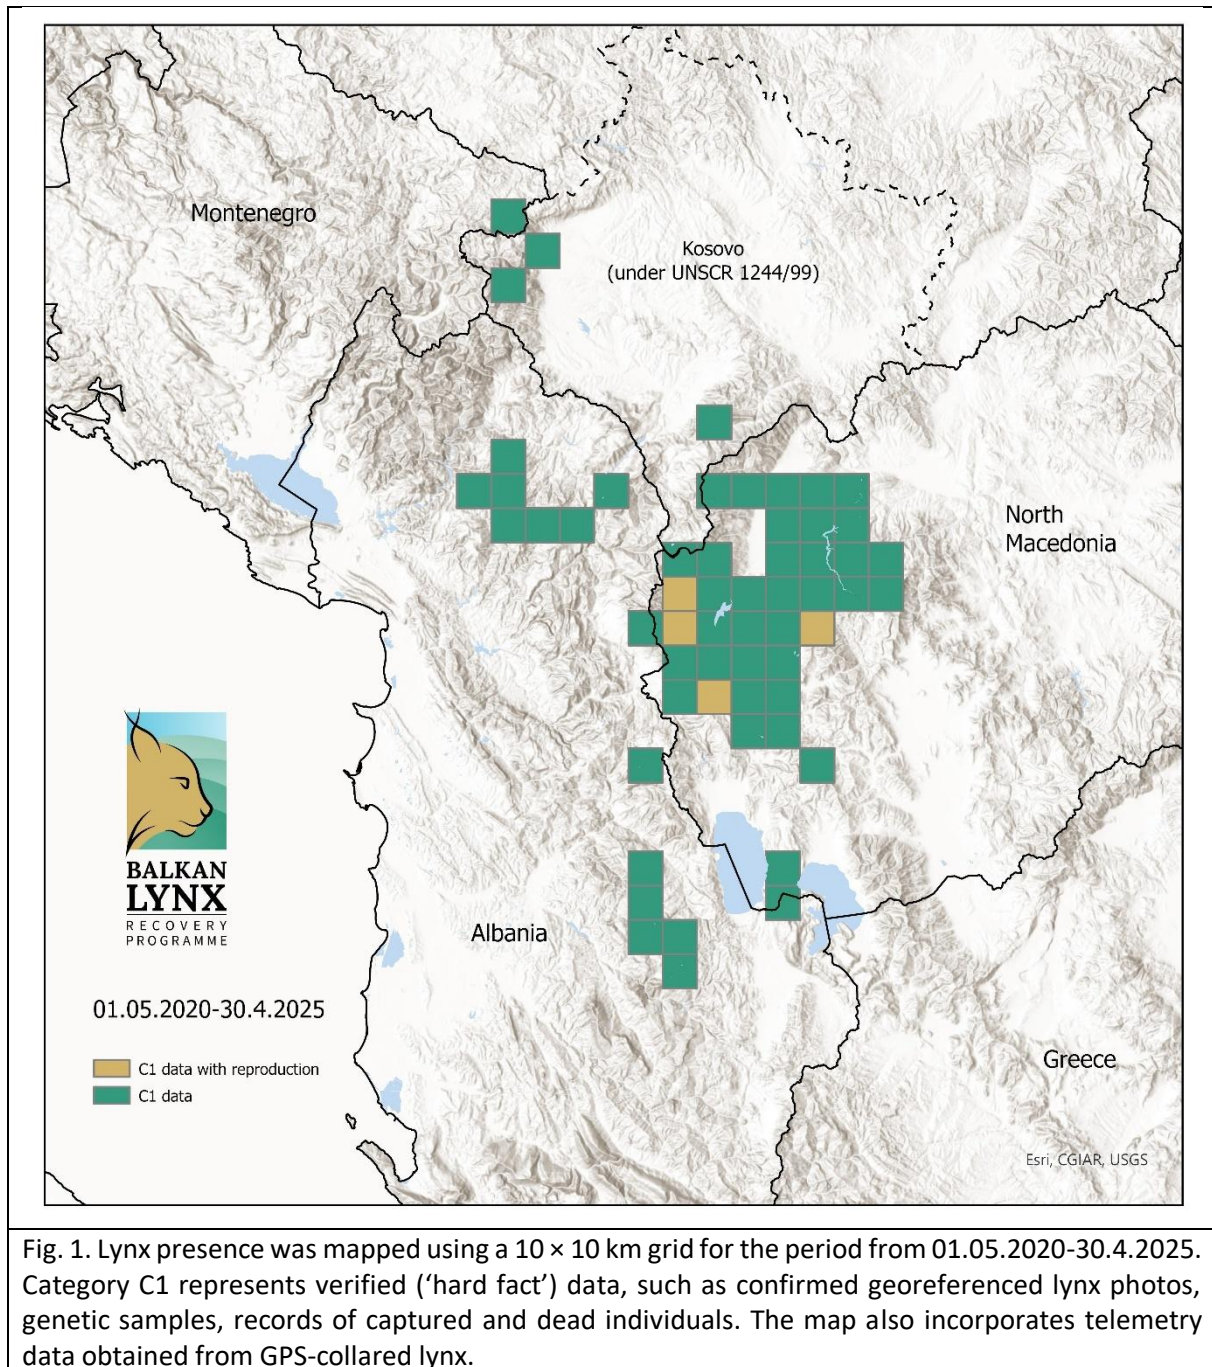 Montenegro
Kosovo
(under UNSCR 1244/99)
North
Macedonia
BALKAN
LYNX
RECOVERY
PROGRAMME
Albania
01.05.2020-30.4.2025
C1 data with reproduction
C1 data
Greece
Esri, CGIAR, USGS
Fig. 1. Lynx presence was mapped using a 10 × 10 km grid for the period from 01.05.2020-30.4.2025.
Category C1 represents verified (‘hard fact’) data, such as confirmed georeferenced lynx photos,
genetic samples, records of captured and dead individuals. The map also incorporates telemetry
data obtained from GPS-collared lynx.